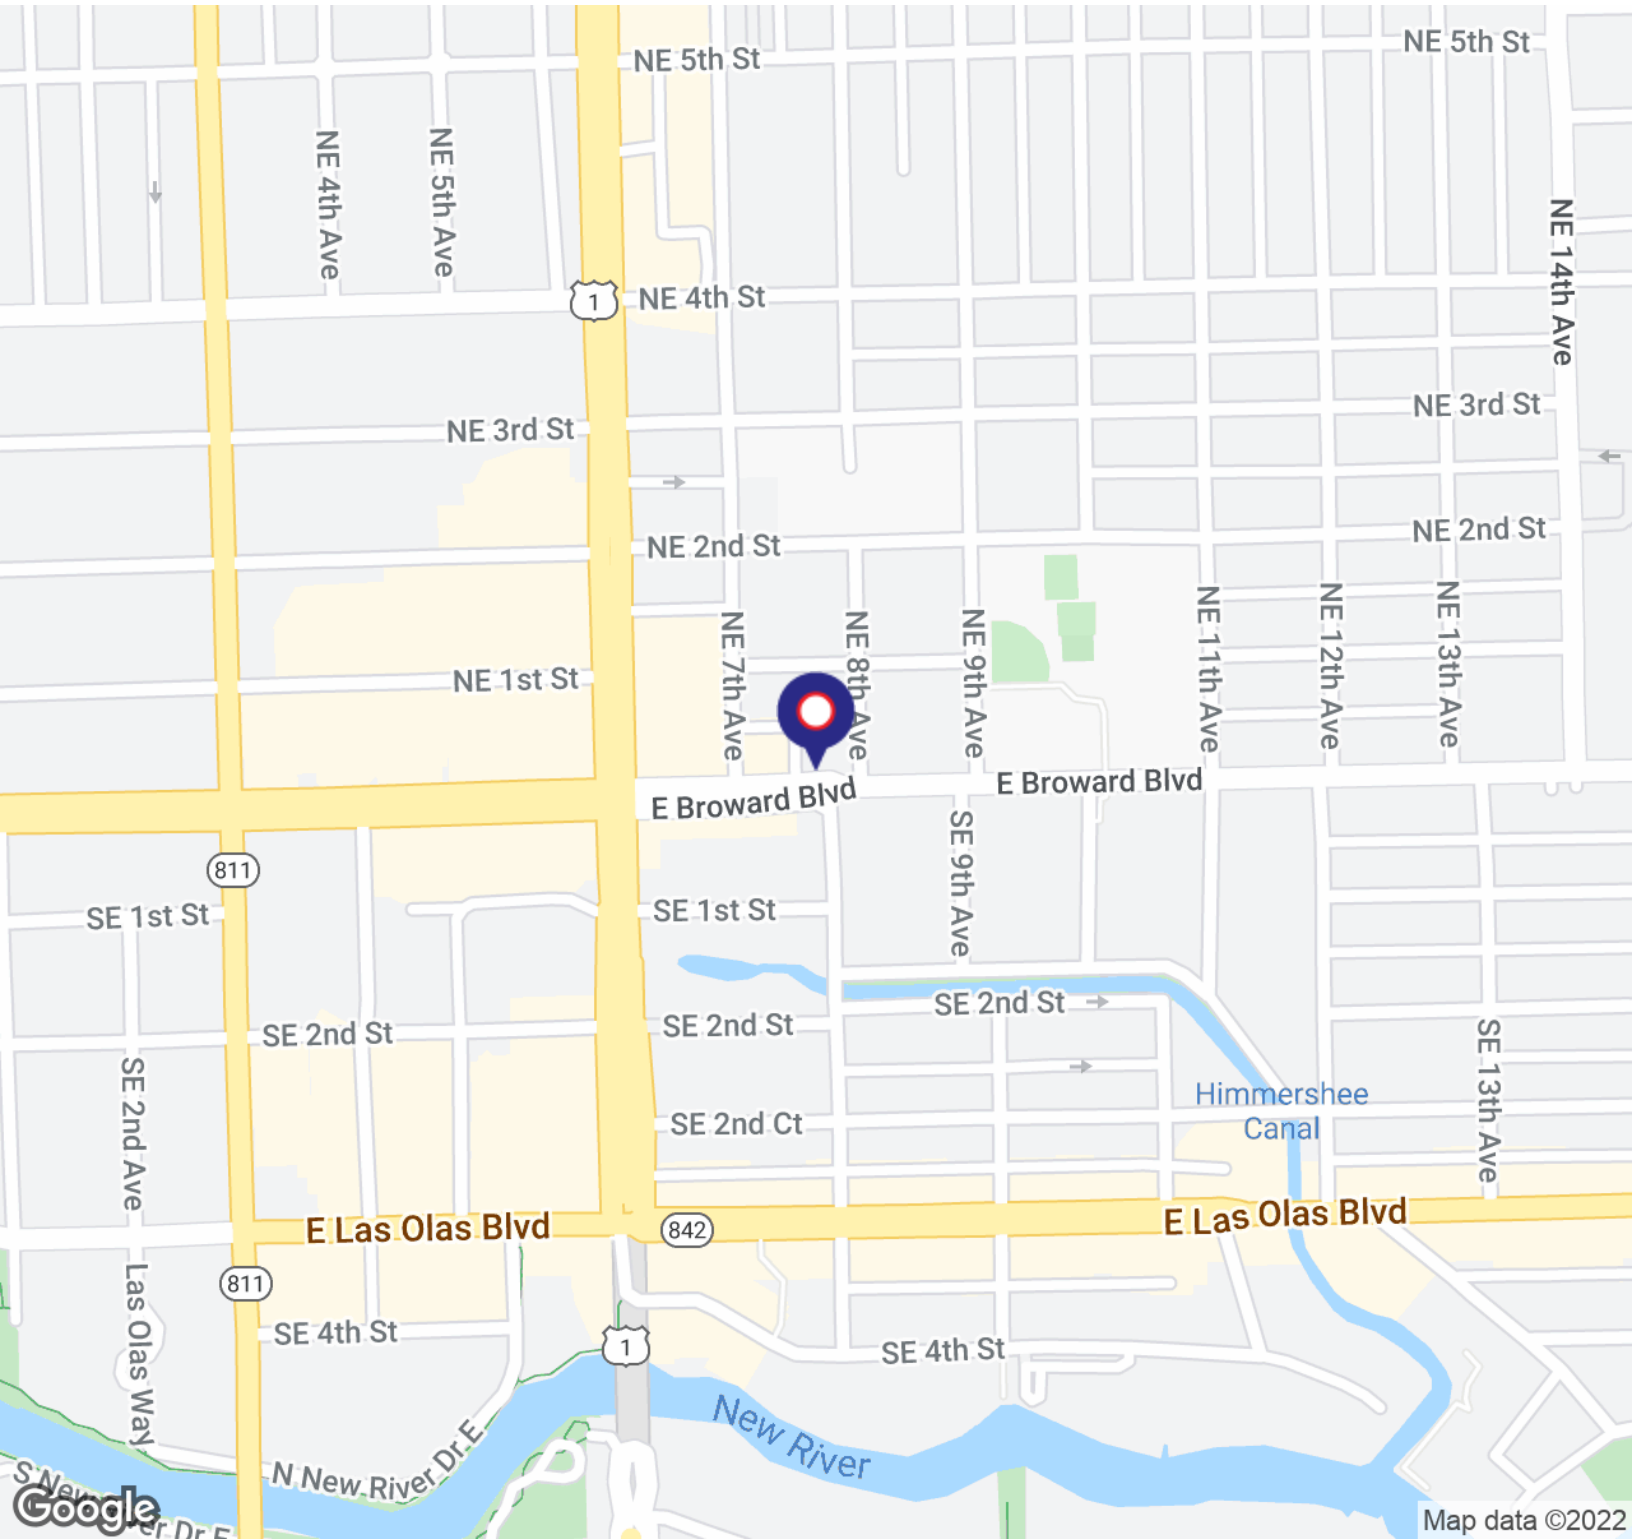 NE 5th St
NE 5th St
NE 4th Ave
NE 5th Ave
NE 14th Ave
1
NE 4th St
NE 3rd St
NE 3rd St
NE 2nd St
NE 2nd St
NE 7th Ave
NE 8th Ave
NE 9th Ave
NE 11th Ave
NE 12th Ave
NE 13th Ave
NE 1st St
E Broward Blvd
E Broward Blvd
811
SE 9th Ave
SE 1st St
SE 1st St
SE 2nd St
SE 2nd St
SE 2nd St
SE 2nd Ave
SE 13th Ave
Himmershee
Canal
SE 2nd Ct
E Las Olas Blvd
842
E Las Olas Blvd
811
Las Olas Way
SE 4th St
1
SE 4th St
New River
N New River Dr E
S New River Dr E
Google
Map data ©2022